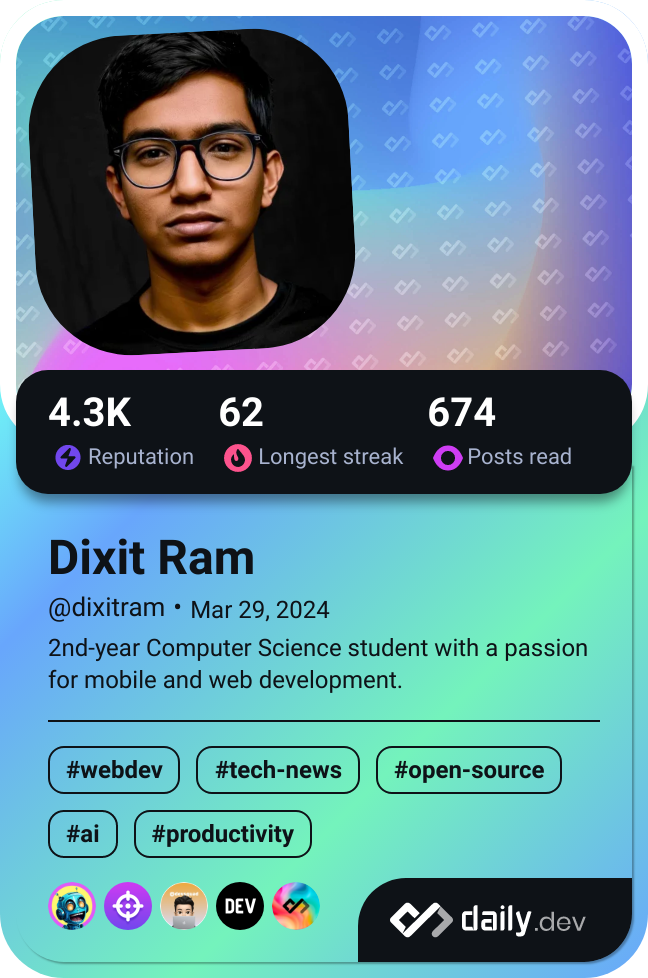 4.3K 62 674
Reputation Longest streak Posts read
Dixit Ram
@dixitram • Mar 29, 2024
2nd-year Computer Science student with a passion
for mobile and web development.
#webdev #tech-news #open-source
#ai #productivity
DEV
daily.dev